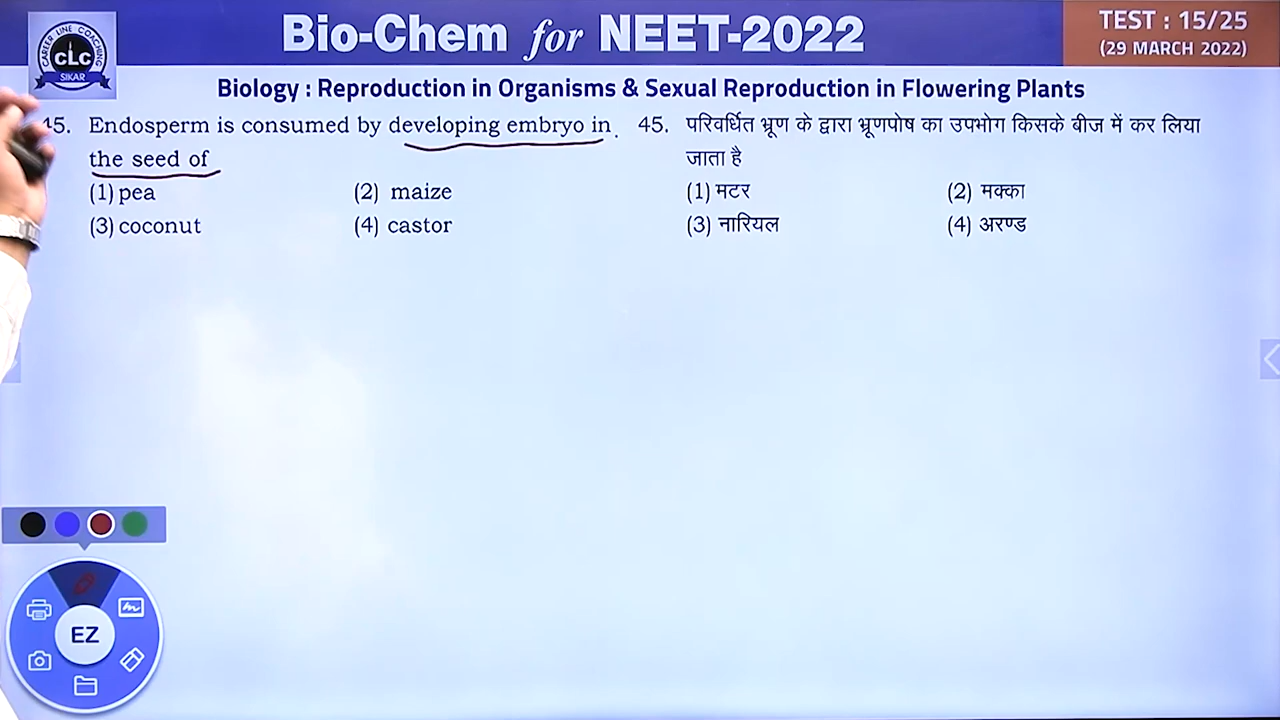 Bio-Chem for NEET-2022
TEST : 15/25
(29 MARCH 2022)
CAREER LINE COACHING
CLC
SIKAR
Biology : Reproduction in Organisms & Sexual Reproduction in Flowering Plants
45. Endosperm is consumed by developing embryo in
the seed of
(1) pea (2) maize
(3) coconut (4) castor
45. परिवर्धित भ्रूण के द्वारा भ्रूणपोष का उपभोग किसके बीज में कर लिया
जाता है
(1) मटर (2) मक्का
(3) नारियल (4) अरण्ड
EZ